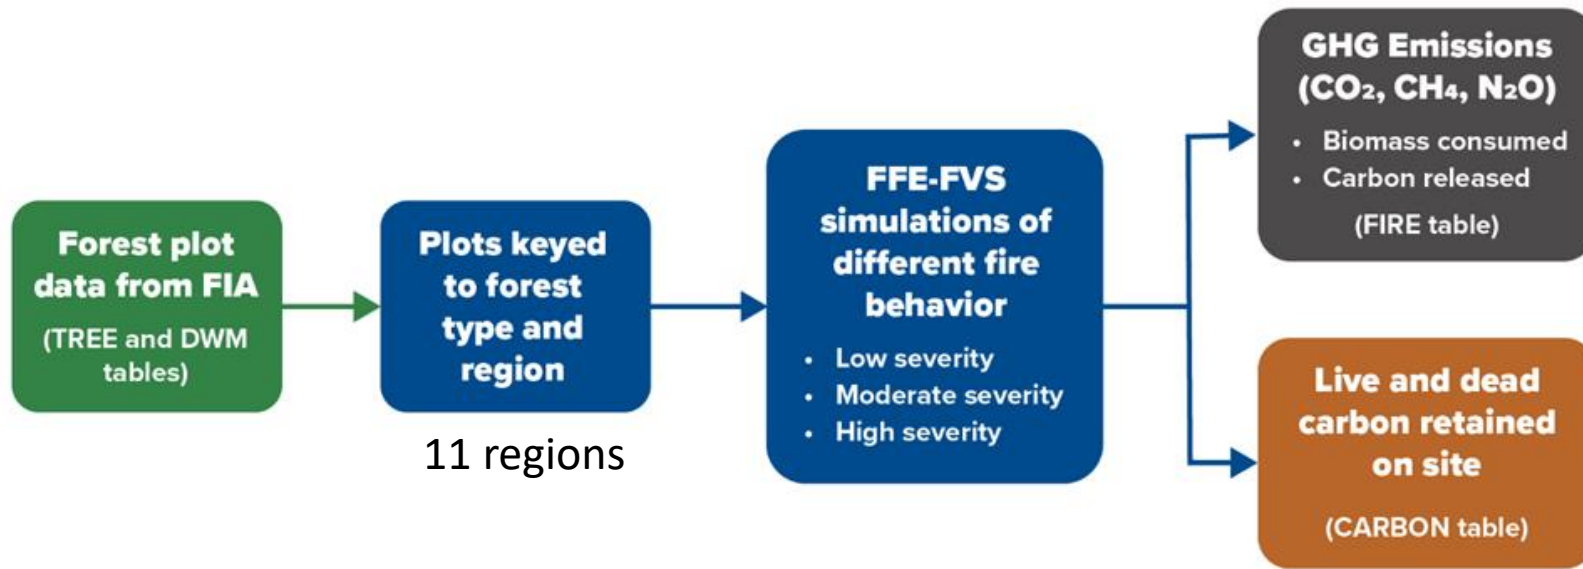 Forest plot
data from FIA
(TREE and DWM
tables)
Plots keyed
to forest
type and
region
11 regions
FFE-FVS
simulations of
different fire
behavior
• Low severity
• Moderate severity
• High severity
GHG Emissions
(CO₂, CH₄, N₂O)
• Biomass consumed
• Carbon released
(FIRE table)
Live and dead
carbon retained
on site
(CARBON table)